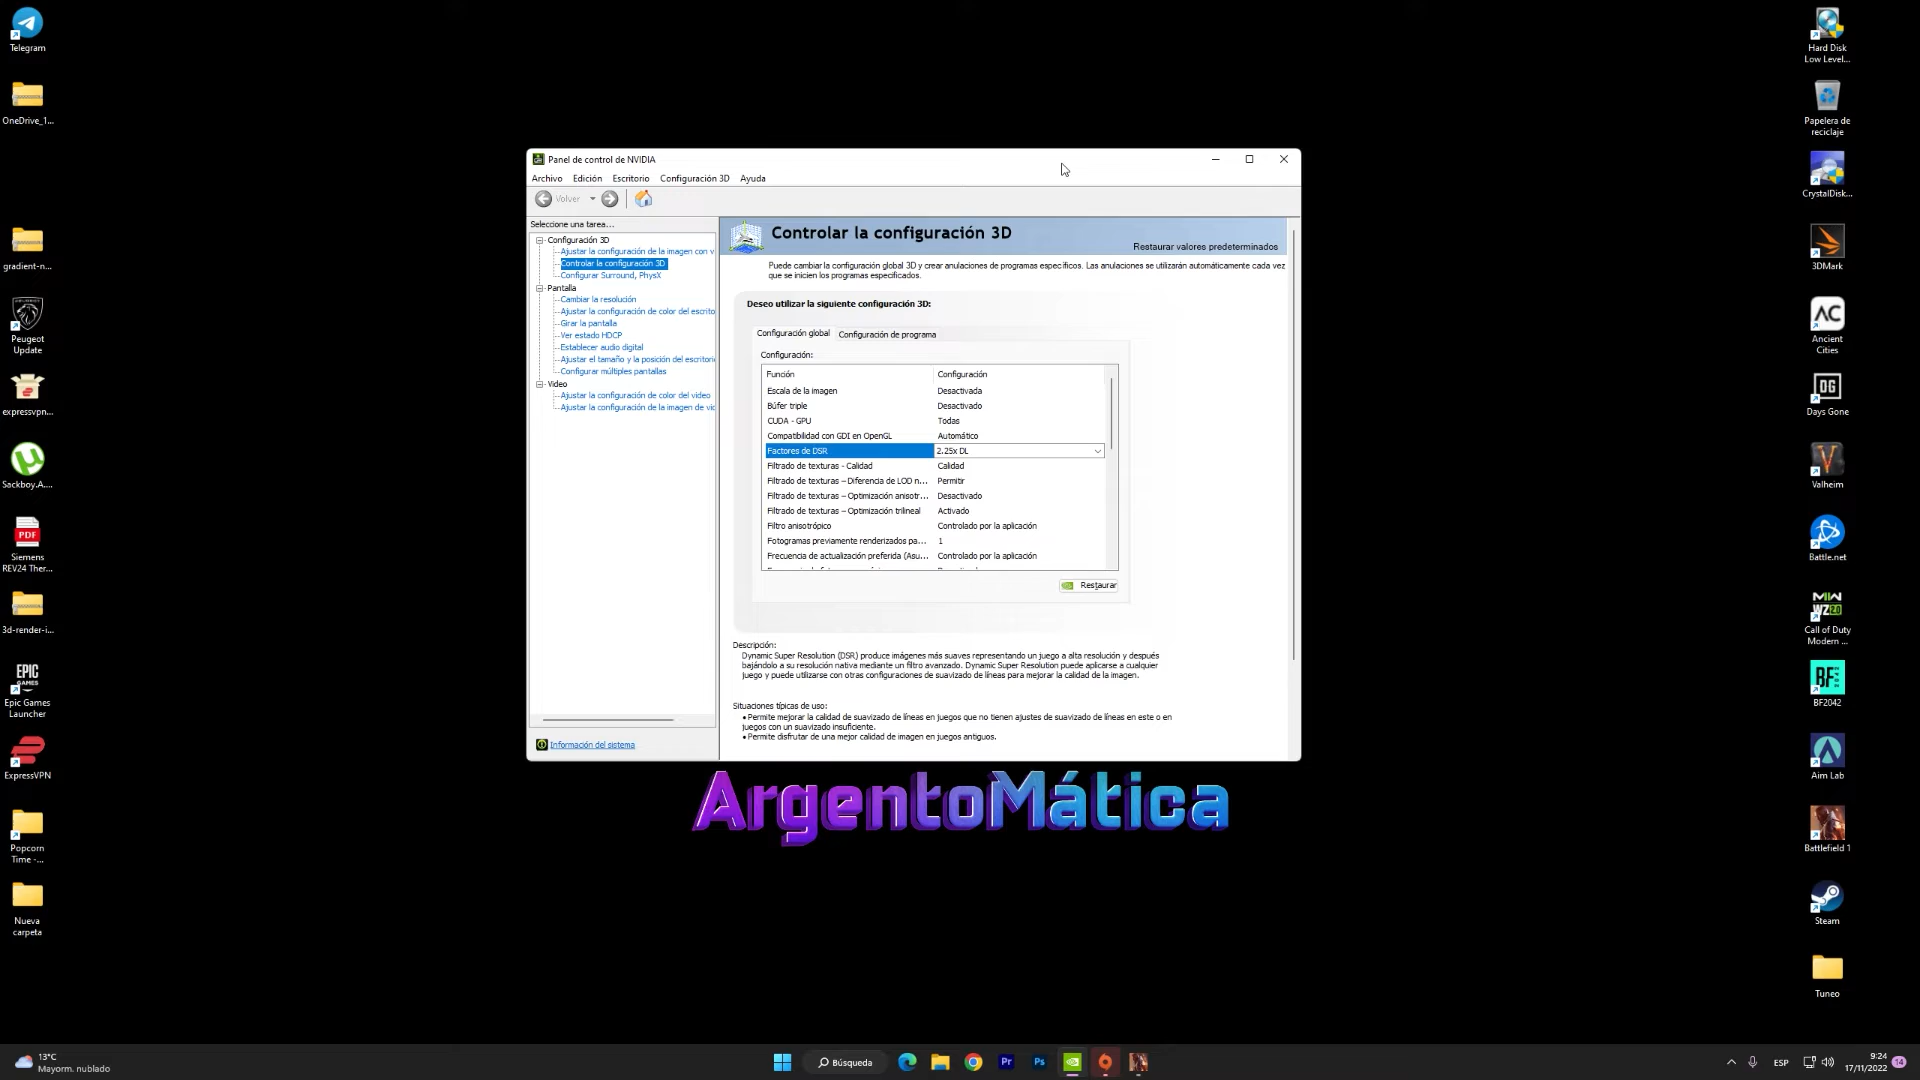 Telegram
OneDrive_1...
gradient-n...
Peugeot
Update
expressvpn...
Sackboy.A....
PDF
Siemens
REV24 Ther...
3d-render-i...
EPIC
GAMES
Epic Games
Launcher
ExpressVPN
Popcorn
Time -...
Nueva
carpeta
Panel de control de NVIDIA
Archivo Edición Escritorio Configuración 3D Ayuda
Volver
Seleccione una tarea...
Configuración 3D
Ajustar la configuración de la imagen con v
Controlar la configuración 3D
Configurar Surround, PhysX
Pantalla
Cambiar la resolución
Ajustar la configuración de color del escrito
Girar la pantalla
Ver estado HDCP
Establecer audio digital
Ajustar el tamaño y la posición del escritorio
Configurar múltiples pantallas
Video
Ajustar la configuración de color del vídeo
Ajustar la configuración de la imagen de vic
Información del sistema
Controlar la configuración 3D
Restaurar valores predeterminados
Puede cambiar la configuración global 3D y crear anulaciones de programas específicos. Las anulaciones se utilizarán automáticamente cada vez
que se inicien los programas especificados.
Deseo utilizar la siguiente configuración 3D:
Configuración global Configuración de programa
Configuración:
Función Configuración
Escala de la imagen Desactivada
Búfer triple Desactivado
CUDA - GPU Todas
Compatibilidad con GDI en OpenGL Automático
Factores de DSR 2.25x DL
Filtrado de texturas - Calidad Calidad
Filtrado de texturas – Diferencia de LOD n... Permitir
Filtrado de texturas – Optimización anisotr... Desactivado
Filtrado de texturas – Optimización trilineal Activado
Filtro anisotrópico Controlado por la aplicación
Fotogramas previamente renderizados pa... 1
Frecuencia de actualización preferida (Asu... Controlado por la aplicación
Restaurar
Descripción:
Dynamic Super Resolution (DSR) produce imágenes más suaves representando un juego a alta resolución y después
bajándolo a su resolución nativa mediante un filtro avanzado. Dynamic Super Resolution puede aplicarse a cualquier
juego y puede utilizarse con otras configuraciones de suavizado de líneas para mejorar la calidad de la imagen.
Situaciones típicas de uso:
• Permite mejorar la calidad de suavizado de líneas en juegos que no tienen ajustes de suavizado de líneas en este o en
juegos con un suavizado insuficiente.
• Permite disfrutar de una mejor calidad de imagen en juegos antiguos.
ArgentoMática
Hard Disk
Low Level...
Papelera de
reciclaje
CrystalDisk...
3DMark
AC
Ancient
Cities
DG
Days Gone
V
Valheim
Battle.net
MW
WZ 2.0
Call of Duty
Modern ...
BF
BF2042
Aim Lab
Battlefield 1
Steam
Tuneo
13°C
Mayorm. nublado
Búsqueda
Pr
Ps
ESP
9:24
17/11/2022
14